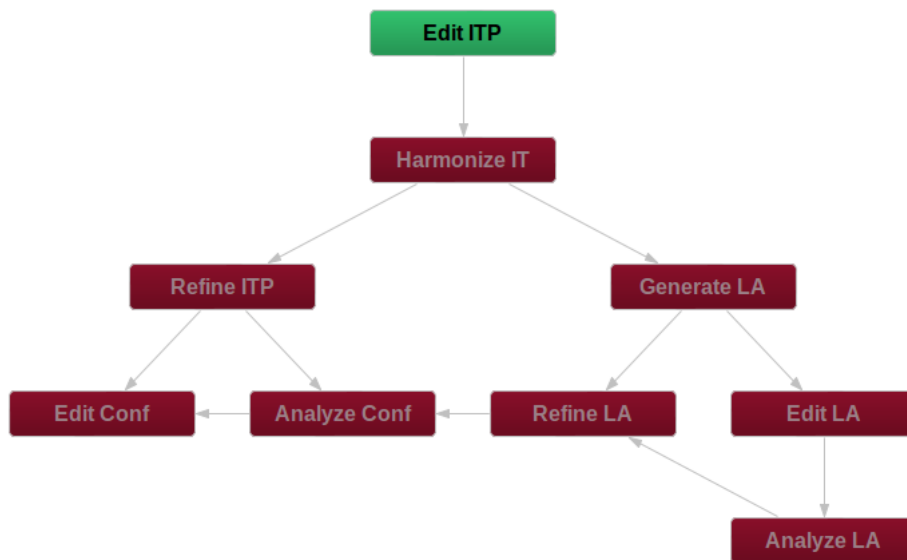 Edit ITP
Harmonize IT
Refine ITP
Generate LA
Edit Conf
Analyze Conf
Refine LA
Edit LA
Analyze LA